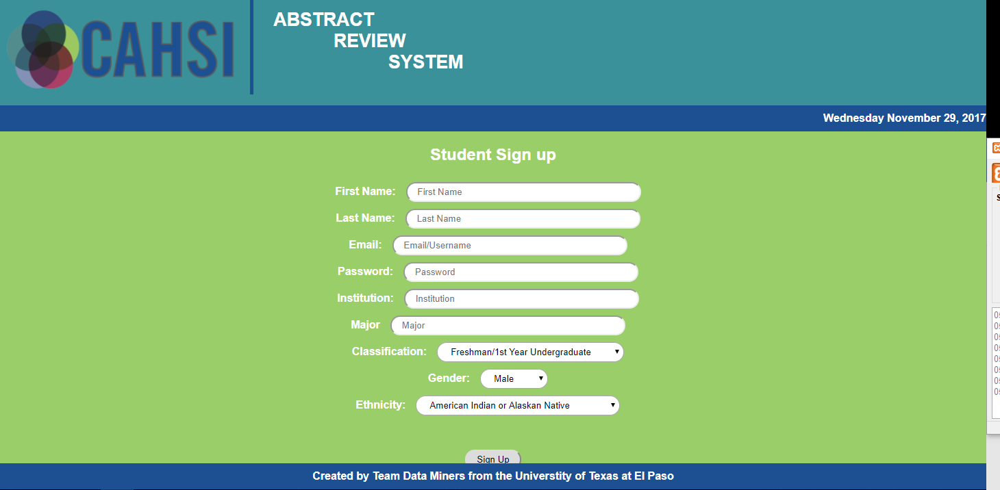 CAHSI
ABSTRACT
REVIEW
SYSTEM
Wednesday November 29, 2017
Student Sign up
First Name: First Name
Last Name: Last Name
Email: Email/Username
Password: Password
Institution: Institution
Major Major
Classification: Freshman/1st Year Undergraduate
Gender: Male
Ethnicity: American Indian or Alaskan Native
Sign Up
Created by Team Data Miners from the Universtity of Texas at El Paso